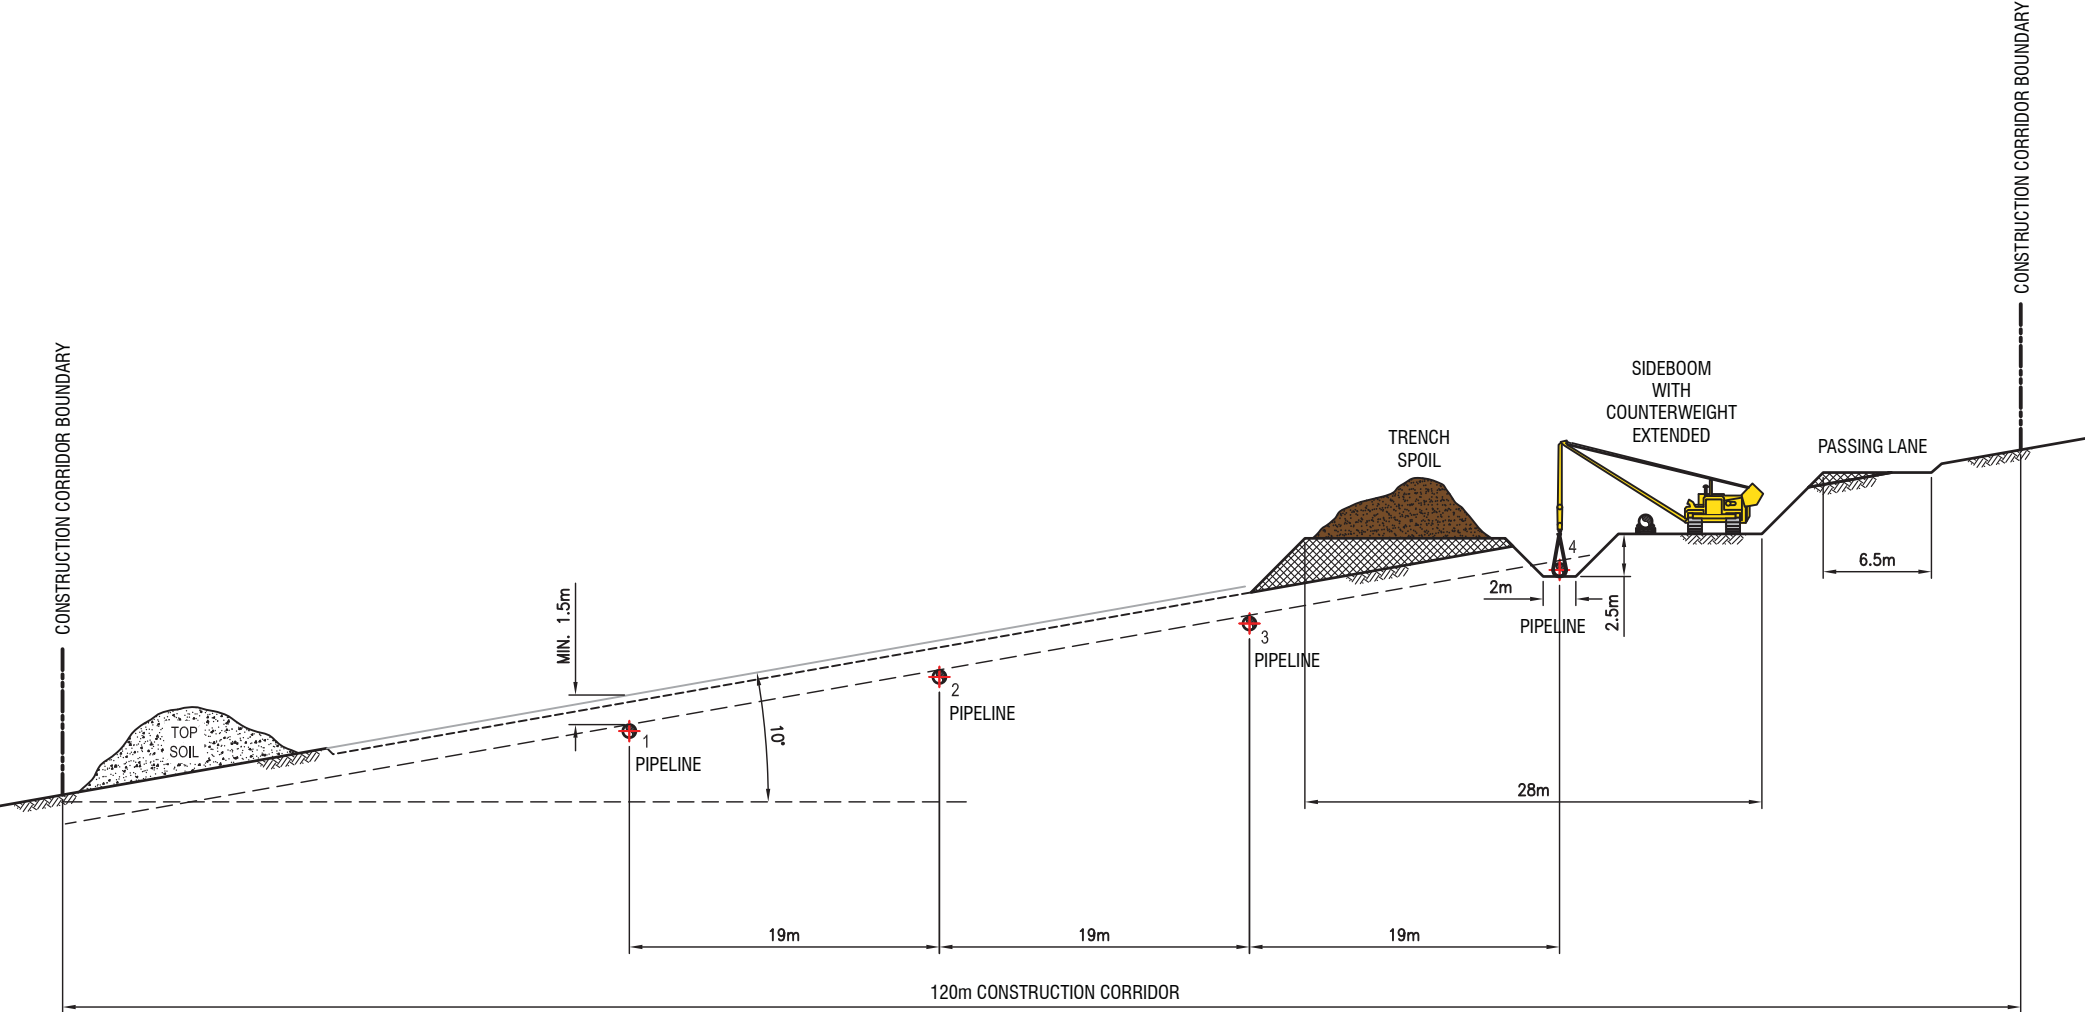 CONSTRUCTION CORRIDOR BOUNDARY
CONSTRUCTION CORRIDOR BOUNDARY
SIDEBOOM
WITH
COUNTERWEIGHT
EXTENDED
TRENCH
SPOIL
PASSING LANE
4
6.5m
2m
2.5m
PIPELINE
MIN. 1.5m
3
PIPELINE
2
PIPELINE
TOP
SOIL
1
PIPELINE
10°
28m
19m
19m
19m
120m CONSTRUCTION CORRIDOR